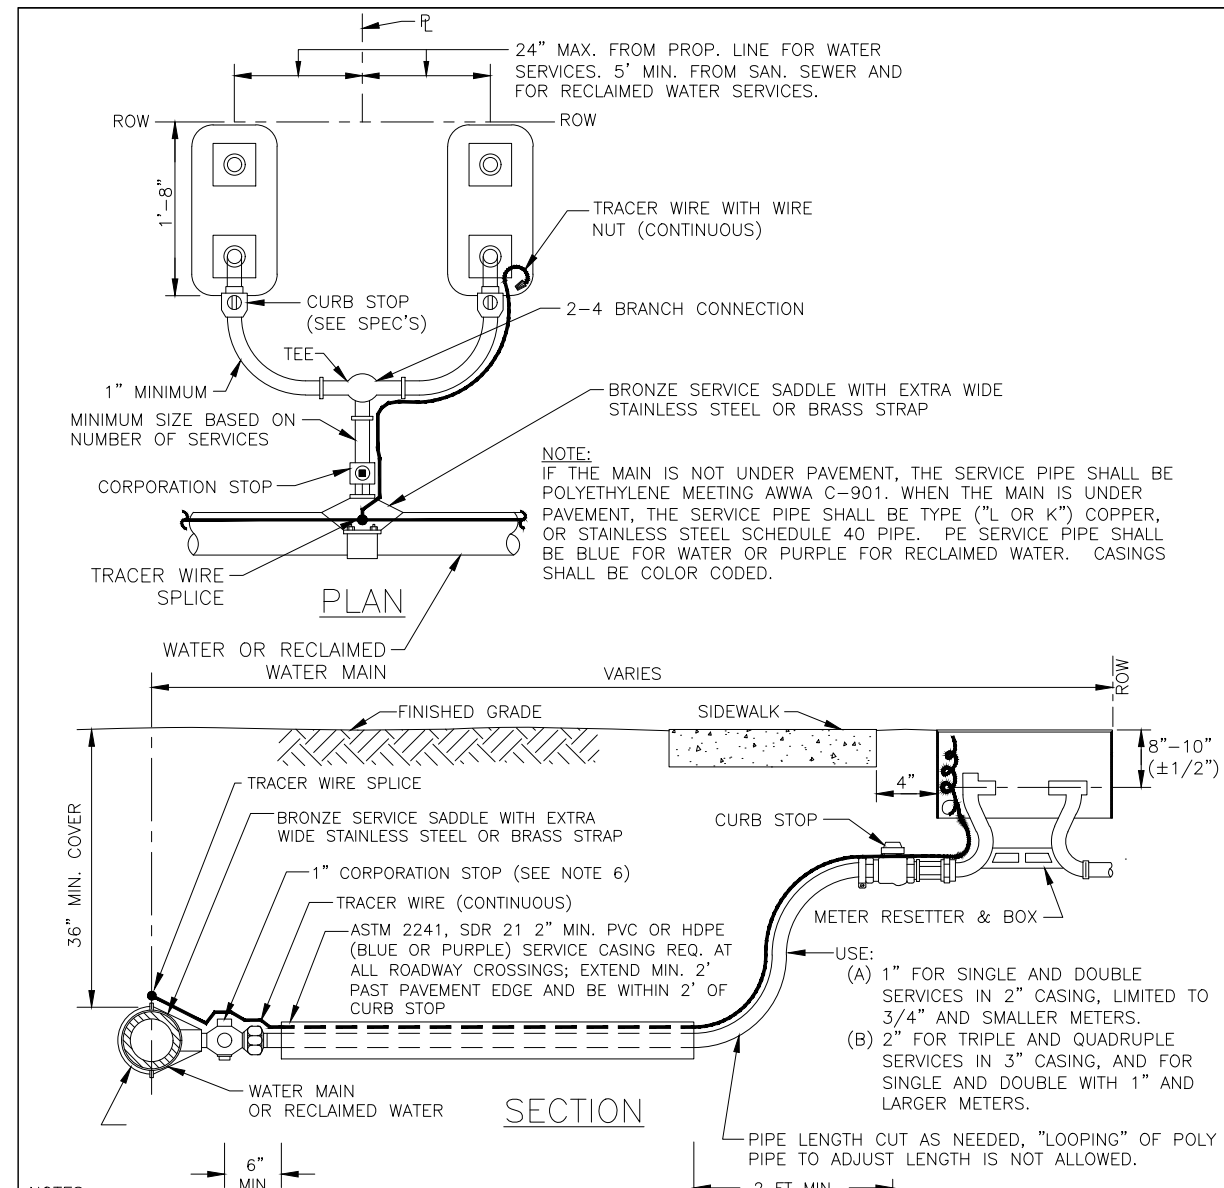 PL
24" MAX. FROM PROP. LINE FOR WATER
SERVICES. 5' MIN. FROM SAN. SEWER AND
FOR RECLAIMED WATER SERVICES.
ROW
ROW
1'-8"
TRACER WIRE WITH WIRE
NUT (CONTINUOUS)
CURB STOP
(SEE SPEC'S)
2-4 BRANCH CONNECTION
TEE
1" MINIMUM
BRONZE SERVICE SADDLE WITH EXTRA WIDE
STAINLESS STEEL OR BRASS STRAP
MINIMUM SIZE BASED ON
NUMBER OF SERVICES
CORPORATION STOP
NOTE:
IF THE MAIN IS NOT UNDER PAVEMENT, THE SERVICE PIPE SHALL BE
POLYETHYLENE MEETING AWWA C-901. WHEN THE MAIN IS UNDER
PAVEMENT, THE SERVICE PIPE SHALL BE TYPE ("L OR K") COPPER,
OR STAINLESS STEEL SCHEDULE 40 PIPE. PE SERVICE PIPE SHALL
BE BLUE FOR WATER OR PURPLE FOR RECLAIMED WATER. CASINGS
SHALL BE COLOR CODED.
TRACER WIRE
SPLICE
PLAN
WATER OR RECLAIMED
WATER MAIN
VARIES
ROW
FINISHED GRADE
SIDEWALK
8"-10"
(±1/2")
4"
TRACER WIRE SPLICE
36" MIN. COVER
BRONZE SERVICE SADDLE WITH EXTRA
WIDE STAINLESS STEEL OR BRASS STRAP
CURB STOP
1" CORPORATION STOP (SEE NOTE 6)
TRACER WIRE (CONTINUOUS)
METER RESETTER & BOX
ASTM 2241, SDR 21 2" MIN. PVC OR HDPE
(BLUE OR PURPLE) SERVICE CASING REQ. AT
ALL ROADWAY CROSSINGS; EXTEND MIN. 2'
PAST PAVEMENT EDGE AND BE WITHIN 2' OF
CURB STOP
USE:
(A) 1" FOR SINGLE AND DOUBLE
SERVICES IN 2" CASING, LIMITED TO
3/4" AND SMALLER METERS.
(B) 2" FOR TRIPLE AND QUADRUPLE
SERVICES IN 3" CASING, AND FOR
SINGLE AND DOUBLE WITH 1" AND
LARGER METERS.
WATER MAIN
OR RECLAIMED WATER
SECTION
PIPE LENGTH CUT AS NEEDED, "LOOPING" OF POLY
PIPE TO ADJUST LENGTH IS NOT ALLOWED.
6"
MIN
2 FT MIN
NOTES